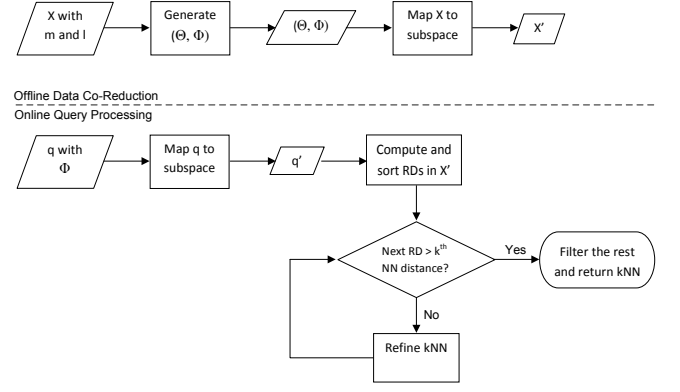 X with
m and l
Generate
(Θ, Φ)
(Θ, Φ)
Map X to
subspace
X’
Offline Data Co-Reduction
Online Query Processing
q with
Φ
Map q to
subspace
q’
Compute and
sort RDs in X’
Next RD > kth
NN distance?
Yes
Filter the rest
and return kNN
No
Refine kNN